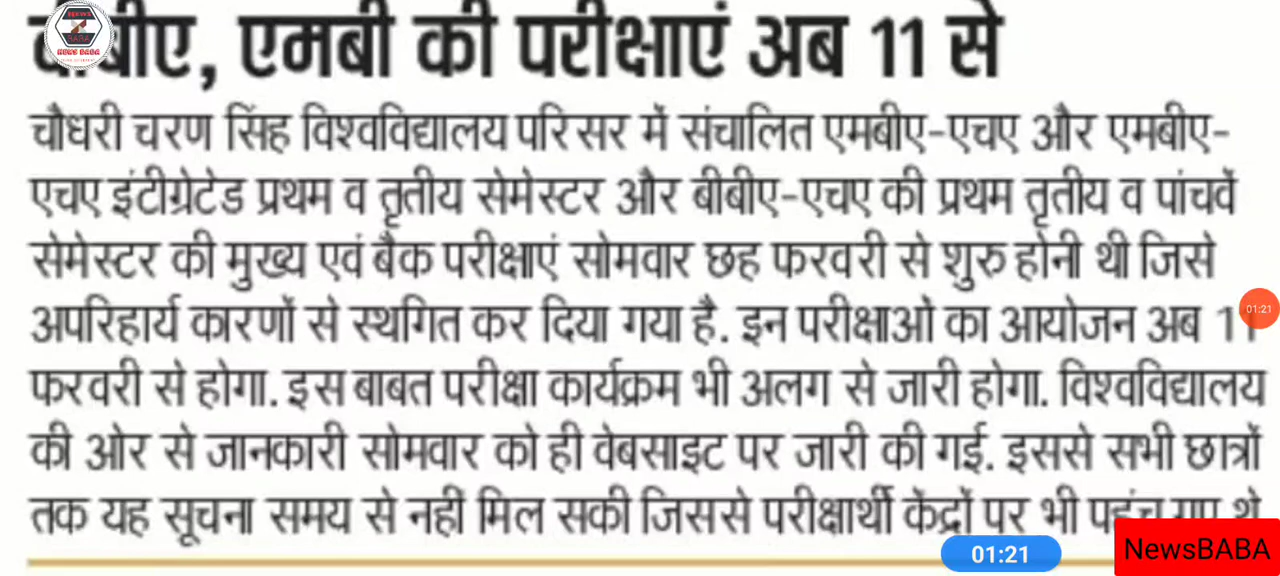 NEWS BABA
बीबीए, एमबी की परीक्षाएं अब 11 से
चौधरी चरण सिंह विश्वविद्यालय परिसर में संचालित एमबीए-एचए और एमबीए-
एचए इंटीग्रेटेड प्रथम व तृतीय सेमेस्टर और बीबीए-एचए की प्रथम तृतीय व पांचवें
सेमेस्टर की मुख्य एवं बैक परीक्षाएं सोमवार छह फरवरी से शुरु होनी थी जिसे
अपरिहार्य कारणों से स्थगित कर दिया गया है. इन परीक्षाओं का आयोजन अब 11
01:21
फरवरी से होगा. इस बाबत परीक्षा कार्यक्रम भी अलग से जारी होगा. विश्वविद्यालय
की ओर से जानकारी सोमवार को ही वेबसाइट पर जारी की गई. इससे सभी छात्रों
तक यह सूचना समय से नहीं मिल सकी जिससे परीक्षार्थी केंद्रों पर भी पहुंच गए थे
01:21
NewsBABA